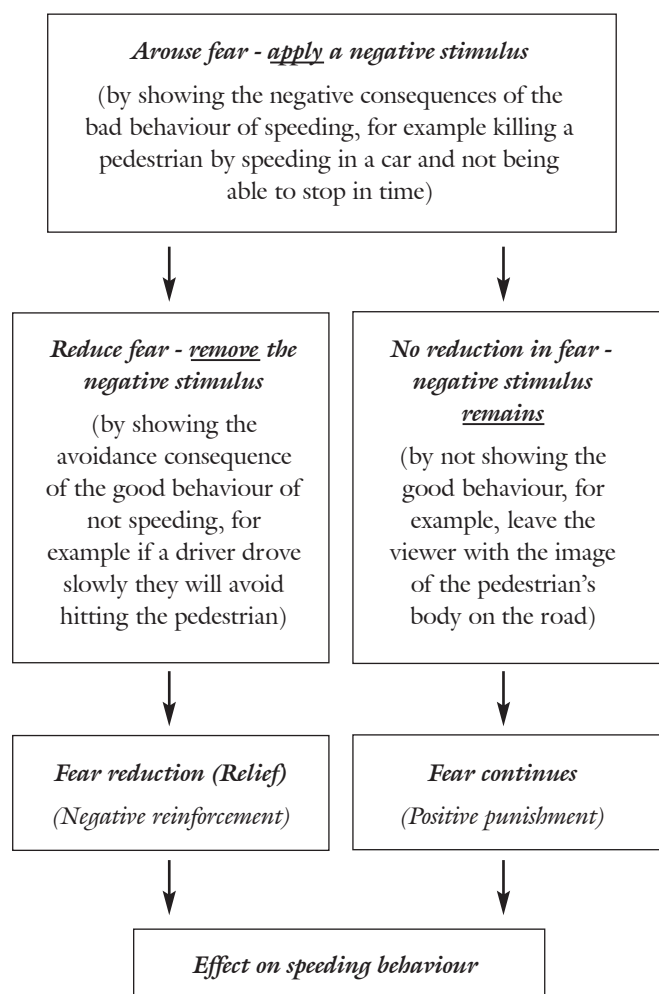 Arouse fear - apply a negative stimulus
(by showing the negative consequences of the
bad behaviour of speeding, for example killing a
pedestrian by speeding in a car and not being
able to stop in time)
Reduce fear - remove the
negative stimulus
(by showing the
avoidance consequence
of the good behaviour of
not speeding, for
example if a driver drove
slowly they will avoid
hitting the pedestrian)
No reduction in fear -
negative stimulus
remains
(by not showing the
good behaviour, for
example, leave the
viewer with the image
of the pedestrian's
body on the road)
Fear reduction (Relief)
(Negative reinforcement)
Fear continues
(Positive punishment)
Effect on speeding behaviour